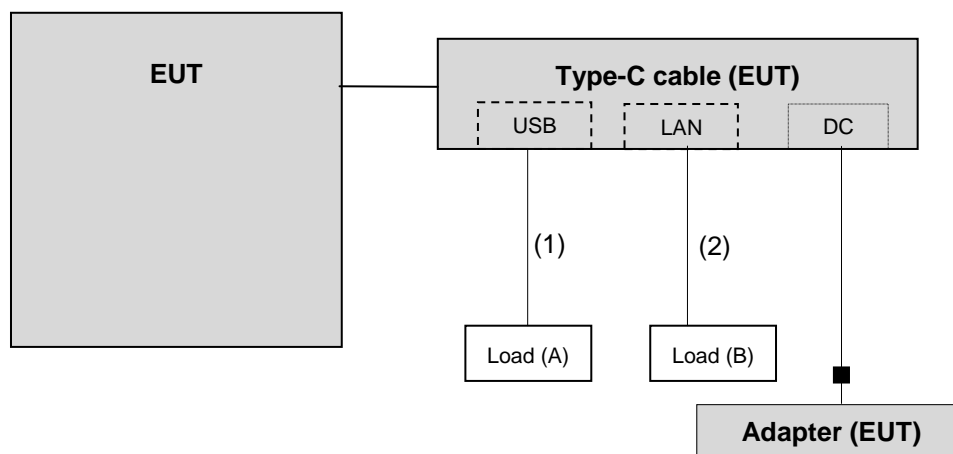 EUT
Type-C cable (EUT)
USB
LAN
DC
(1)
(2)
Load (A)
Load (B)
Adapter (EUT)